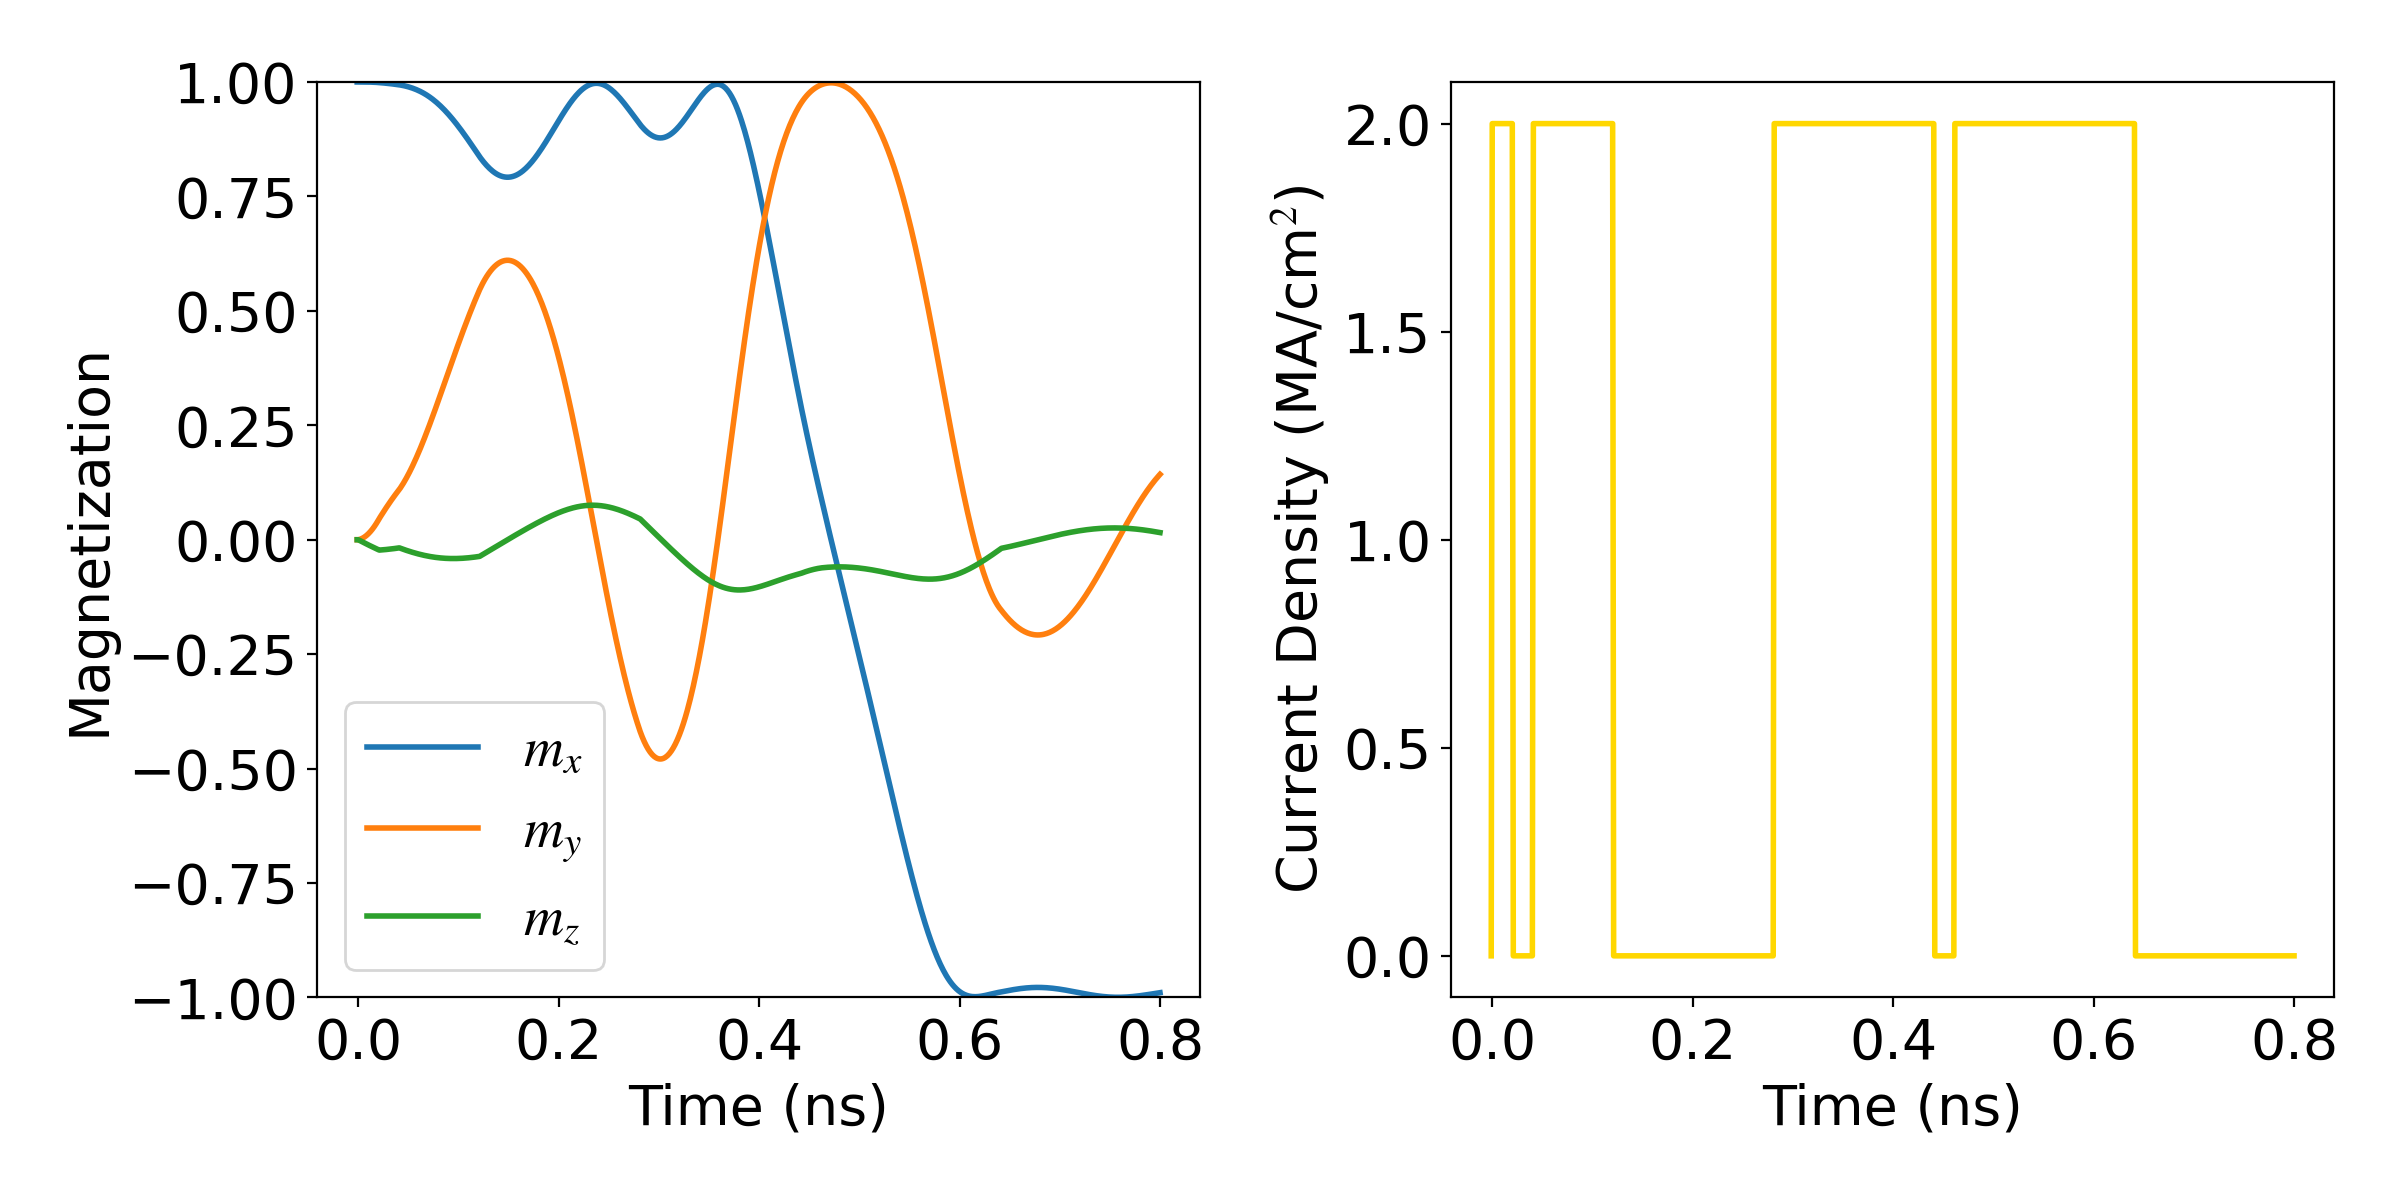 1.00
0.75
0.50
0.25
0.00
−0.25
−0.50
−0.75
−1.00
Magnetization
m_x
m_y
m_z
0.0 0.2 0.4 0.6 0.8
Time (ns)
2.0
1.5
1.0
0.5
0.0
Current Density (MA/cm²)
0.0 0.2 0.4 0.6 0.8
Time (ns)